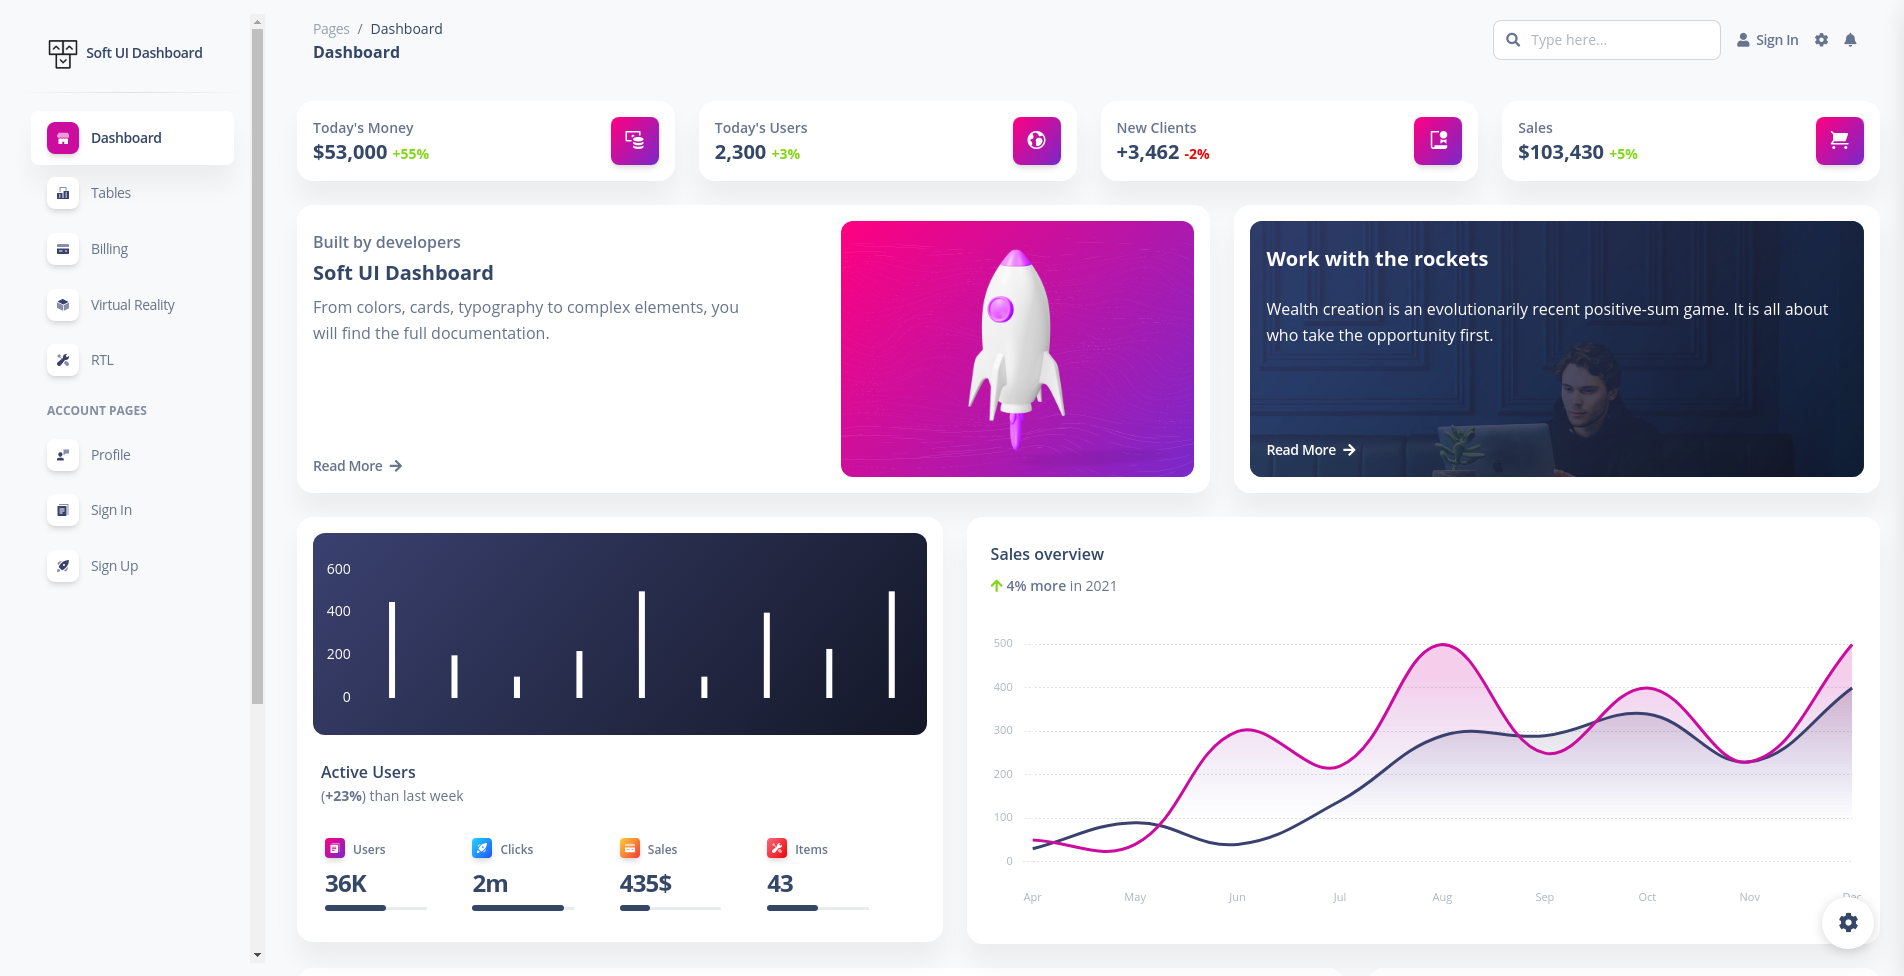 Soft UI Dashboard
Dashboard
Tables
Billing
Virtual Reality
RTL
ACCOUNT PAGES
Profile
Sign In
Sign Up
Pages / Dashboard
Dashboard
Type here...
Sign In
Today's Money
$53,000 +55%
Today's Users
2,300 +3%
New Clients
+3,462 -2%
Sales
$103,430 +5%
Built by developers
Soft UI Dashboard
From colors, cards, typography to complex elements, you
will find the full documentation.
Read More
Work with the rockets
Wealth creation is an evolutionarily recent positive-sum game. It is all about
who take the opportunity first.
Read More
600
400
200
0
Active Users
(+23%) than last week
Users
36K
Clicks
2m
Sales
435$
Items
43
Sales overview
4% more in 2021
500
400
300
200
100
0
Apr May Jun Jul Aug Sep Oct Nov Dec